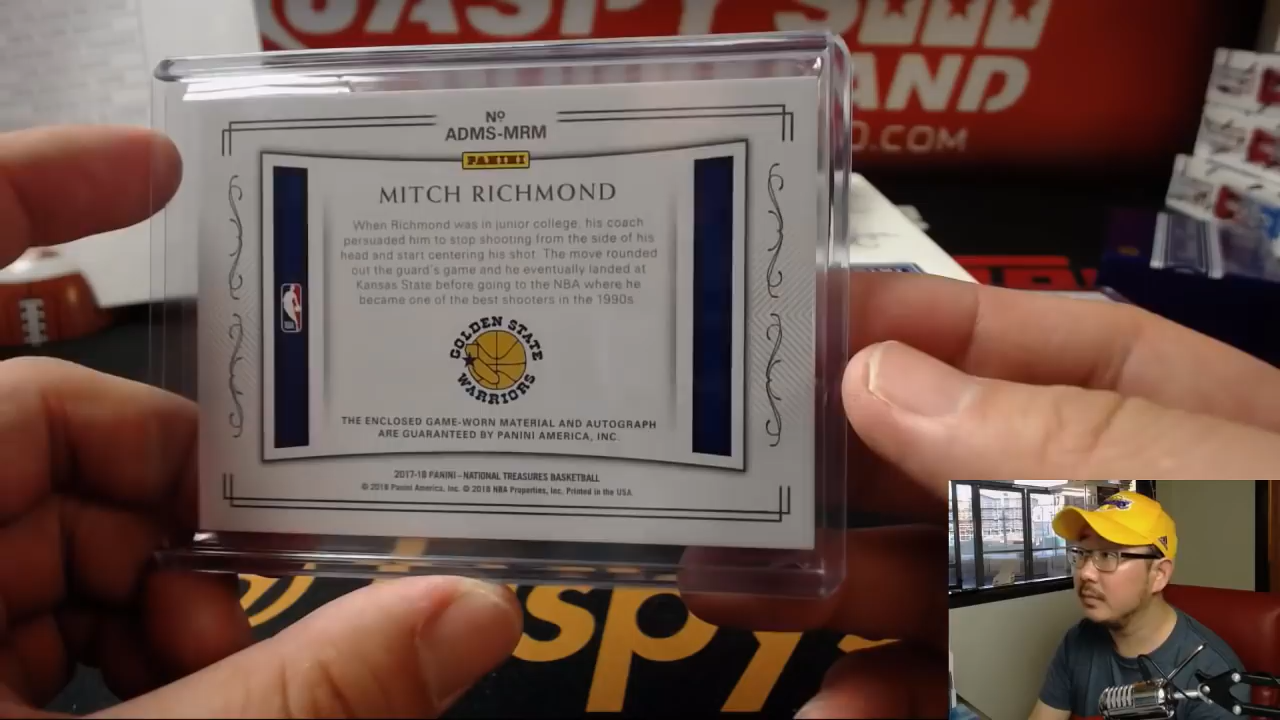 JASPY'S
AND
O.COM
Nº
ADMS-MRM
PANINI
MITCH RICHMOND
When Richmond was in junior college, his coach
persuaded him to stop shooting from the side of his
head and start centering his shot. The move rounded
out the guard's game and he eventually landed at
Kansas State before going to the NBA where he
became one of the best shooters in the 1990s.
GOLDEN STATE
WARRIORS
THE ENCLOSED GAME-WORN MATERIAL AND AUTOGRAPH
ARE GUARANTEED BY PANINI AMERICA, INC.
2017-18 PANINI – NATIONAL TREASURES BASKETBALL
© 2018 Panini America, Inc. © 2018 NBA Properties, Inc. Printed in the USA.
aspy's